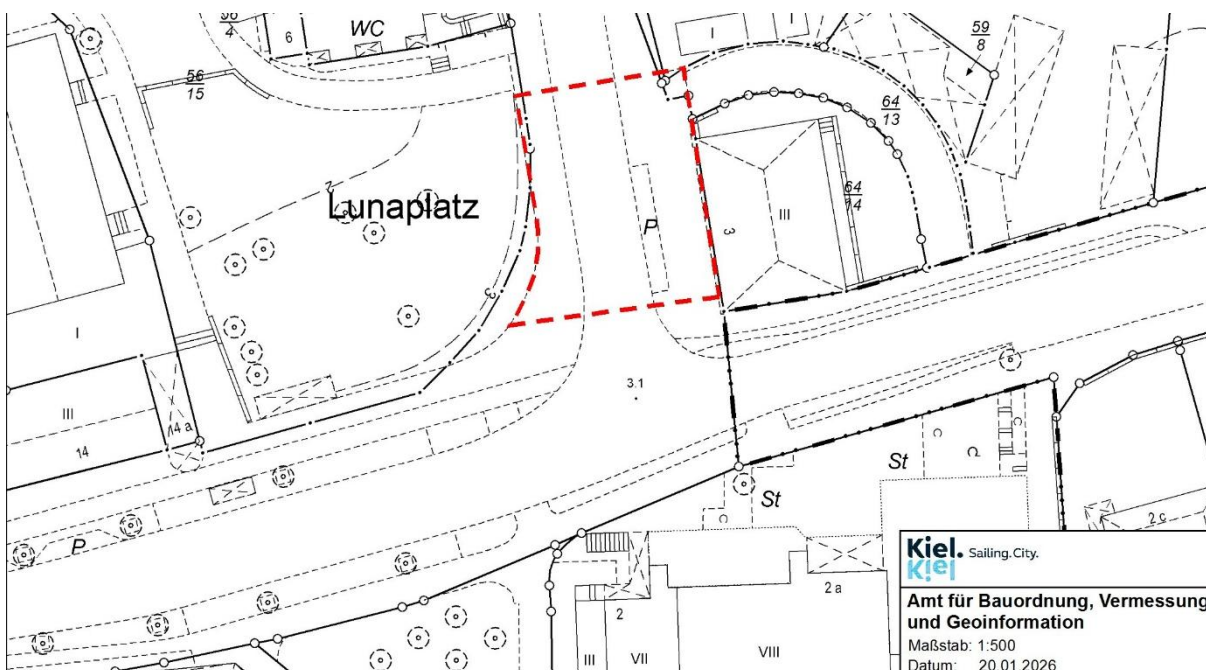 56
4
6
WC
I
I
59
8
56
15
64
13
Lunaplatz
64
14
III
P
3
I
3.1
III
14
14 a
P
St
St
2 c
2 a
2
III
VII
VIII
Kiel. Sailing.City.
Kiel
Amt für Bauordnung, Vermessung
und Geoinformation
Maßstab: 1:500
Datum: 20.01.2026